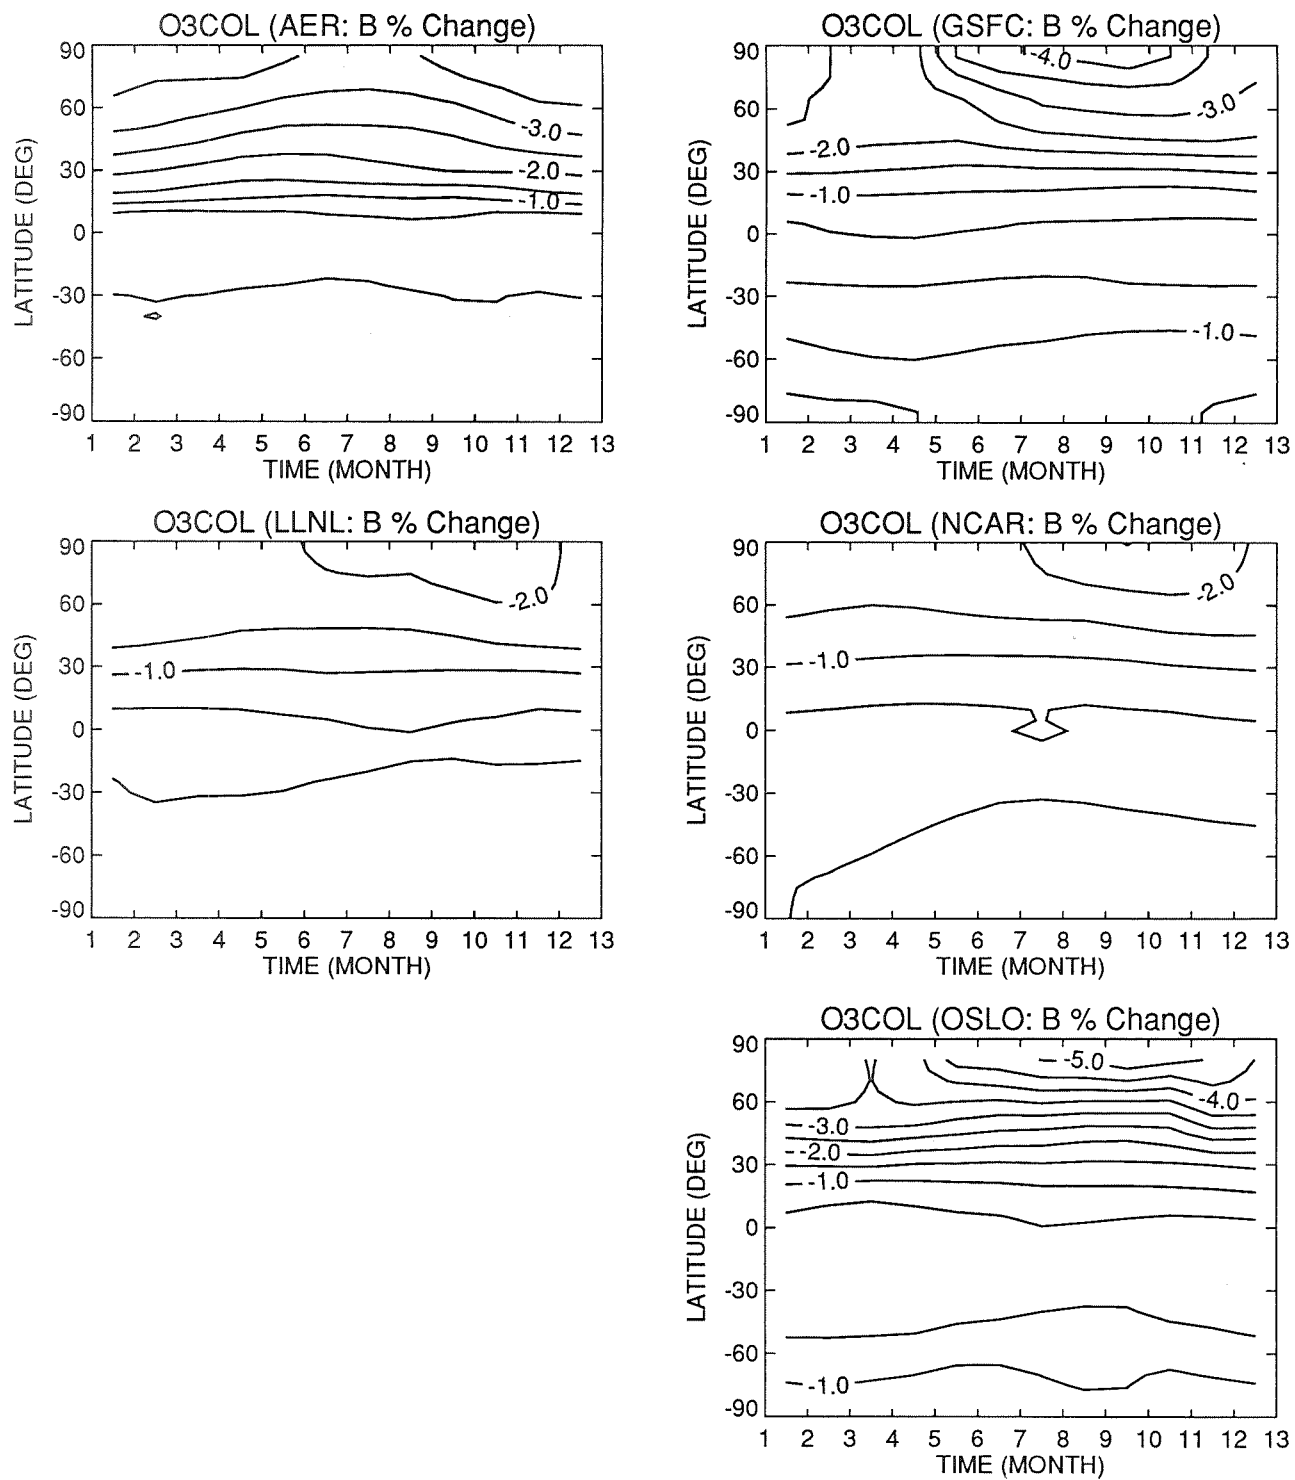 O3COL (AER: B % Change)
90
60
30
0
-30
-60
-90
LATITUDE (DEG)
-3.0
-2.0
-1.0
1 2 3 4 5 6 7 8 9 10 11 12 13
TIME (MONTH)
O3COL (GSFC: B % Change)
90
60
30
0
-30
-60
-90
LATITUDE (DEG)
-4.0
-3.0
-2.0
-1.0
-1.0
1 2 3 4 5 6 7 8 9 10 11 12 13
TIME (MONTH)
O3COL (LLNL: B % Change)
90
60
30
0
-30
-60
-90
LATITUDE (DEG)
-2.0
-1.0
1 2 3 4 5 6 7 8 9 10 11 12 13
TIME (MONTH)
O3COL (NCAR: B % Change)
90
60
30
0
-30
-60
-90
LATITUDE (DEG)
-2.0
-1.0
1 2 3 4 5 6 7 8 9 10 11 12 13
TIME (MONTH)
O3COL (OSLO: B % Change)
90
60
30
0
-30
-60
-90
LATITUDE (DEG)
-5.0
-4.0
-3.0
-2.0
-1.0
-1.0
1 2 3 4 5 6 7 8 9 10 11 12 13
TIME (MONTH)